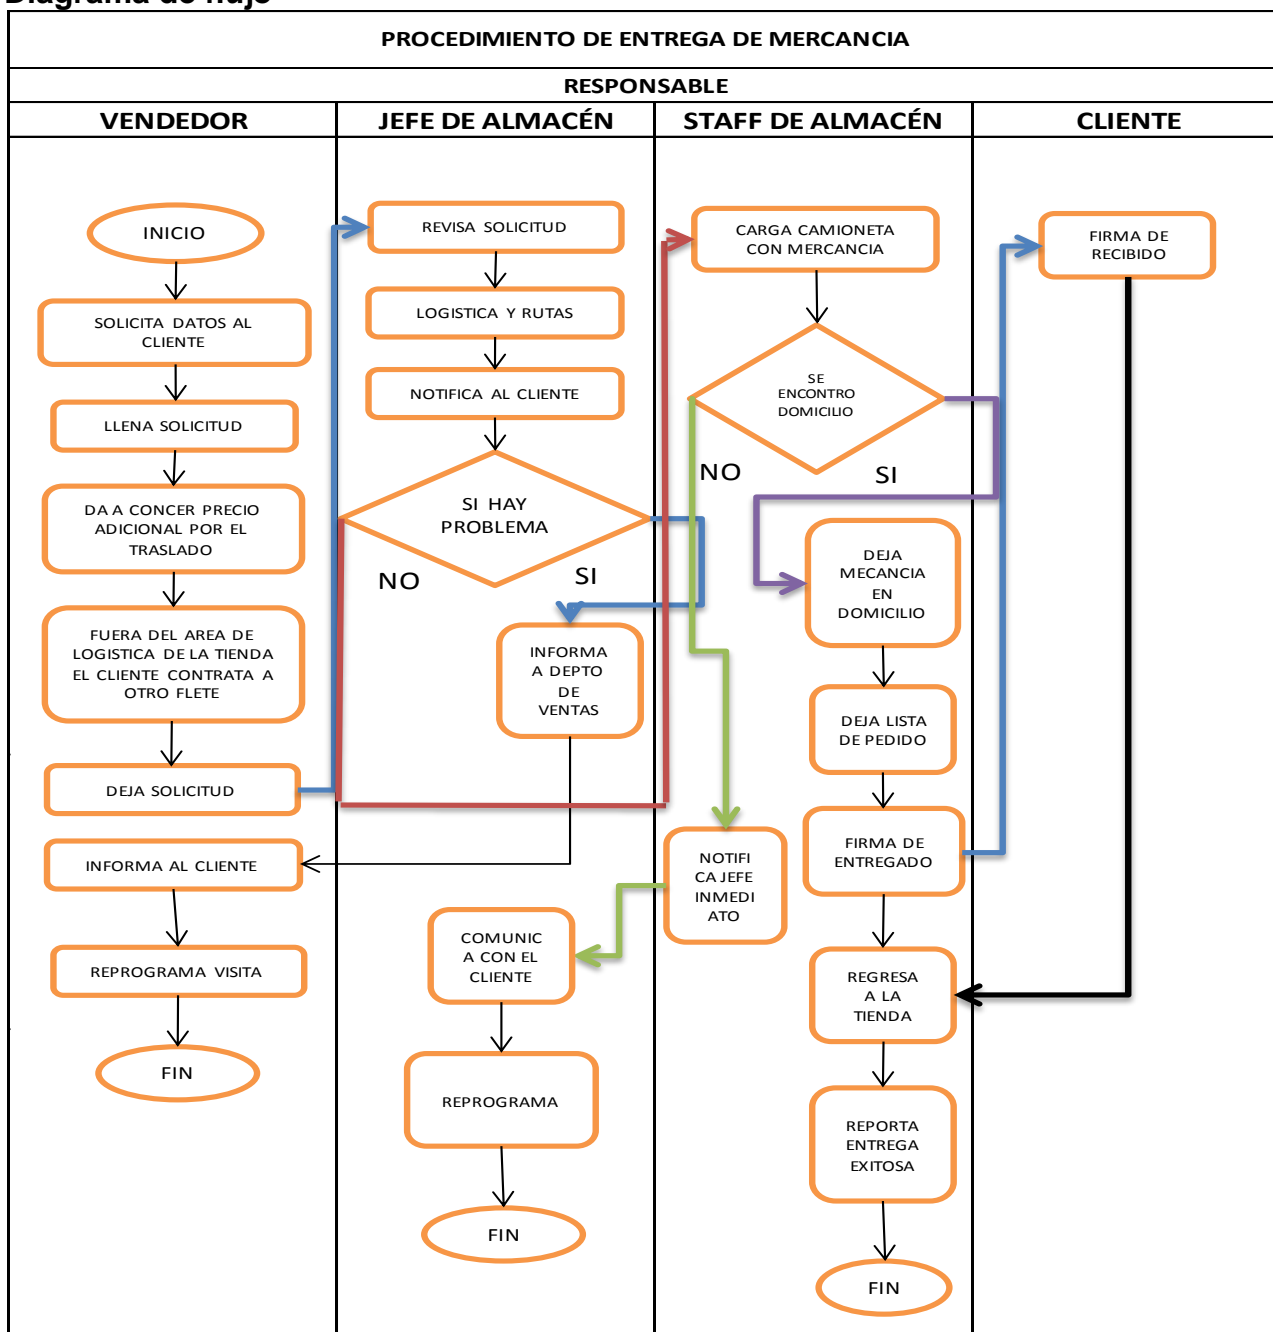 Diagrama de flujo
PROCEDIMIENTO DE ENTREGA DE MERCANCIA
RESPONSABLE
VENDEDOR
JEFE DE ALMACÉN
STAFF DE ALMACÉN
CLIENTE
INICIO
SOLICITA DATOS AL
CLIENTE
LLENA SOLICITUD
DA A CONCER PRECIO
ADICIONAL POR EL
TRASLADO
FUERA DEL AREA DE
LOGISTICA DE LA TIENDA
EL CLIENTE CONTRATA A
OTRO FLETE
DEJA SOLICITUD
INFORMA AL CLIENTE
REPROGRAMA VISITA
FIN
REVISA SOLICITUD
LOGISTICA Y RUTAS
NOTIFICA AL CLIENTE
SI HAY
PROBLEMA
NO
SI
INFORMA
A DEPTO
DE
VENTAS
COMUNIC
A CON EL
CLIENTE
REPROGRAMA
FIN
CARGA CAMIONETA
CON MERCANCIA
SE
ENCONTRO
DOMICILIO
NO
SI
DEJA
MECANCIA
EN
DOMICILIO
DEJA LISTA
DE PEDIDO
FIRMA DE
ENTREGADO
NOTIFI
CA JEFE
INMEDI
ATO
REGRESA
A LA
TIENDA
REPORTA
ENTREGA
EXITOSA
FIN
FIRMA DE
RECIBIDO